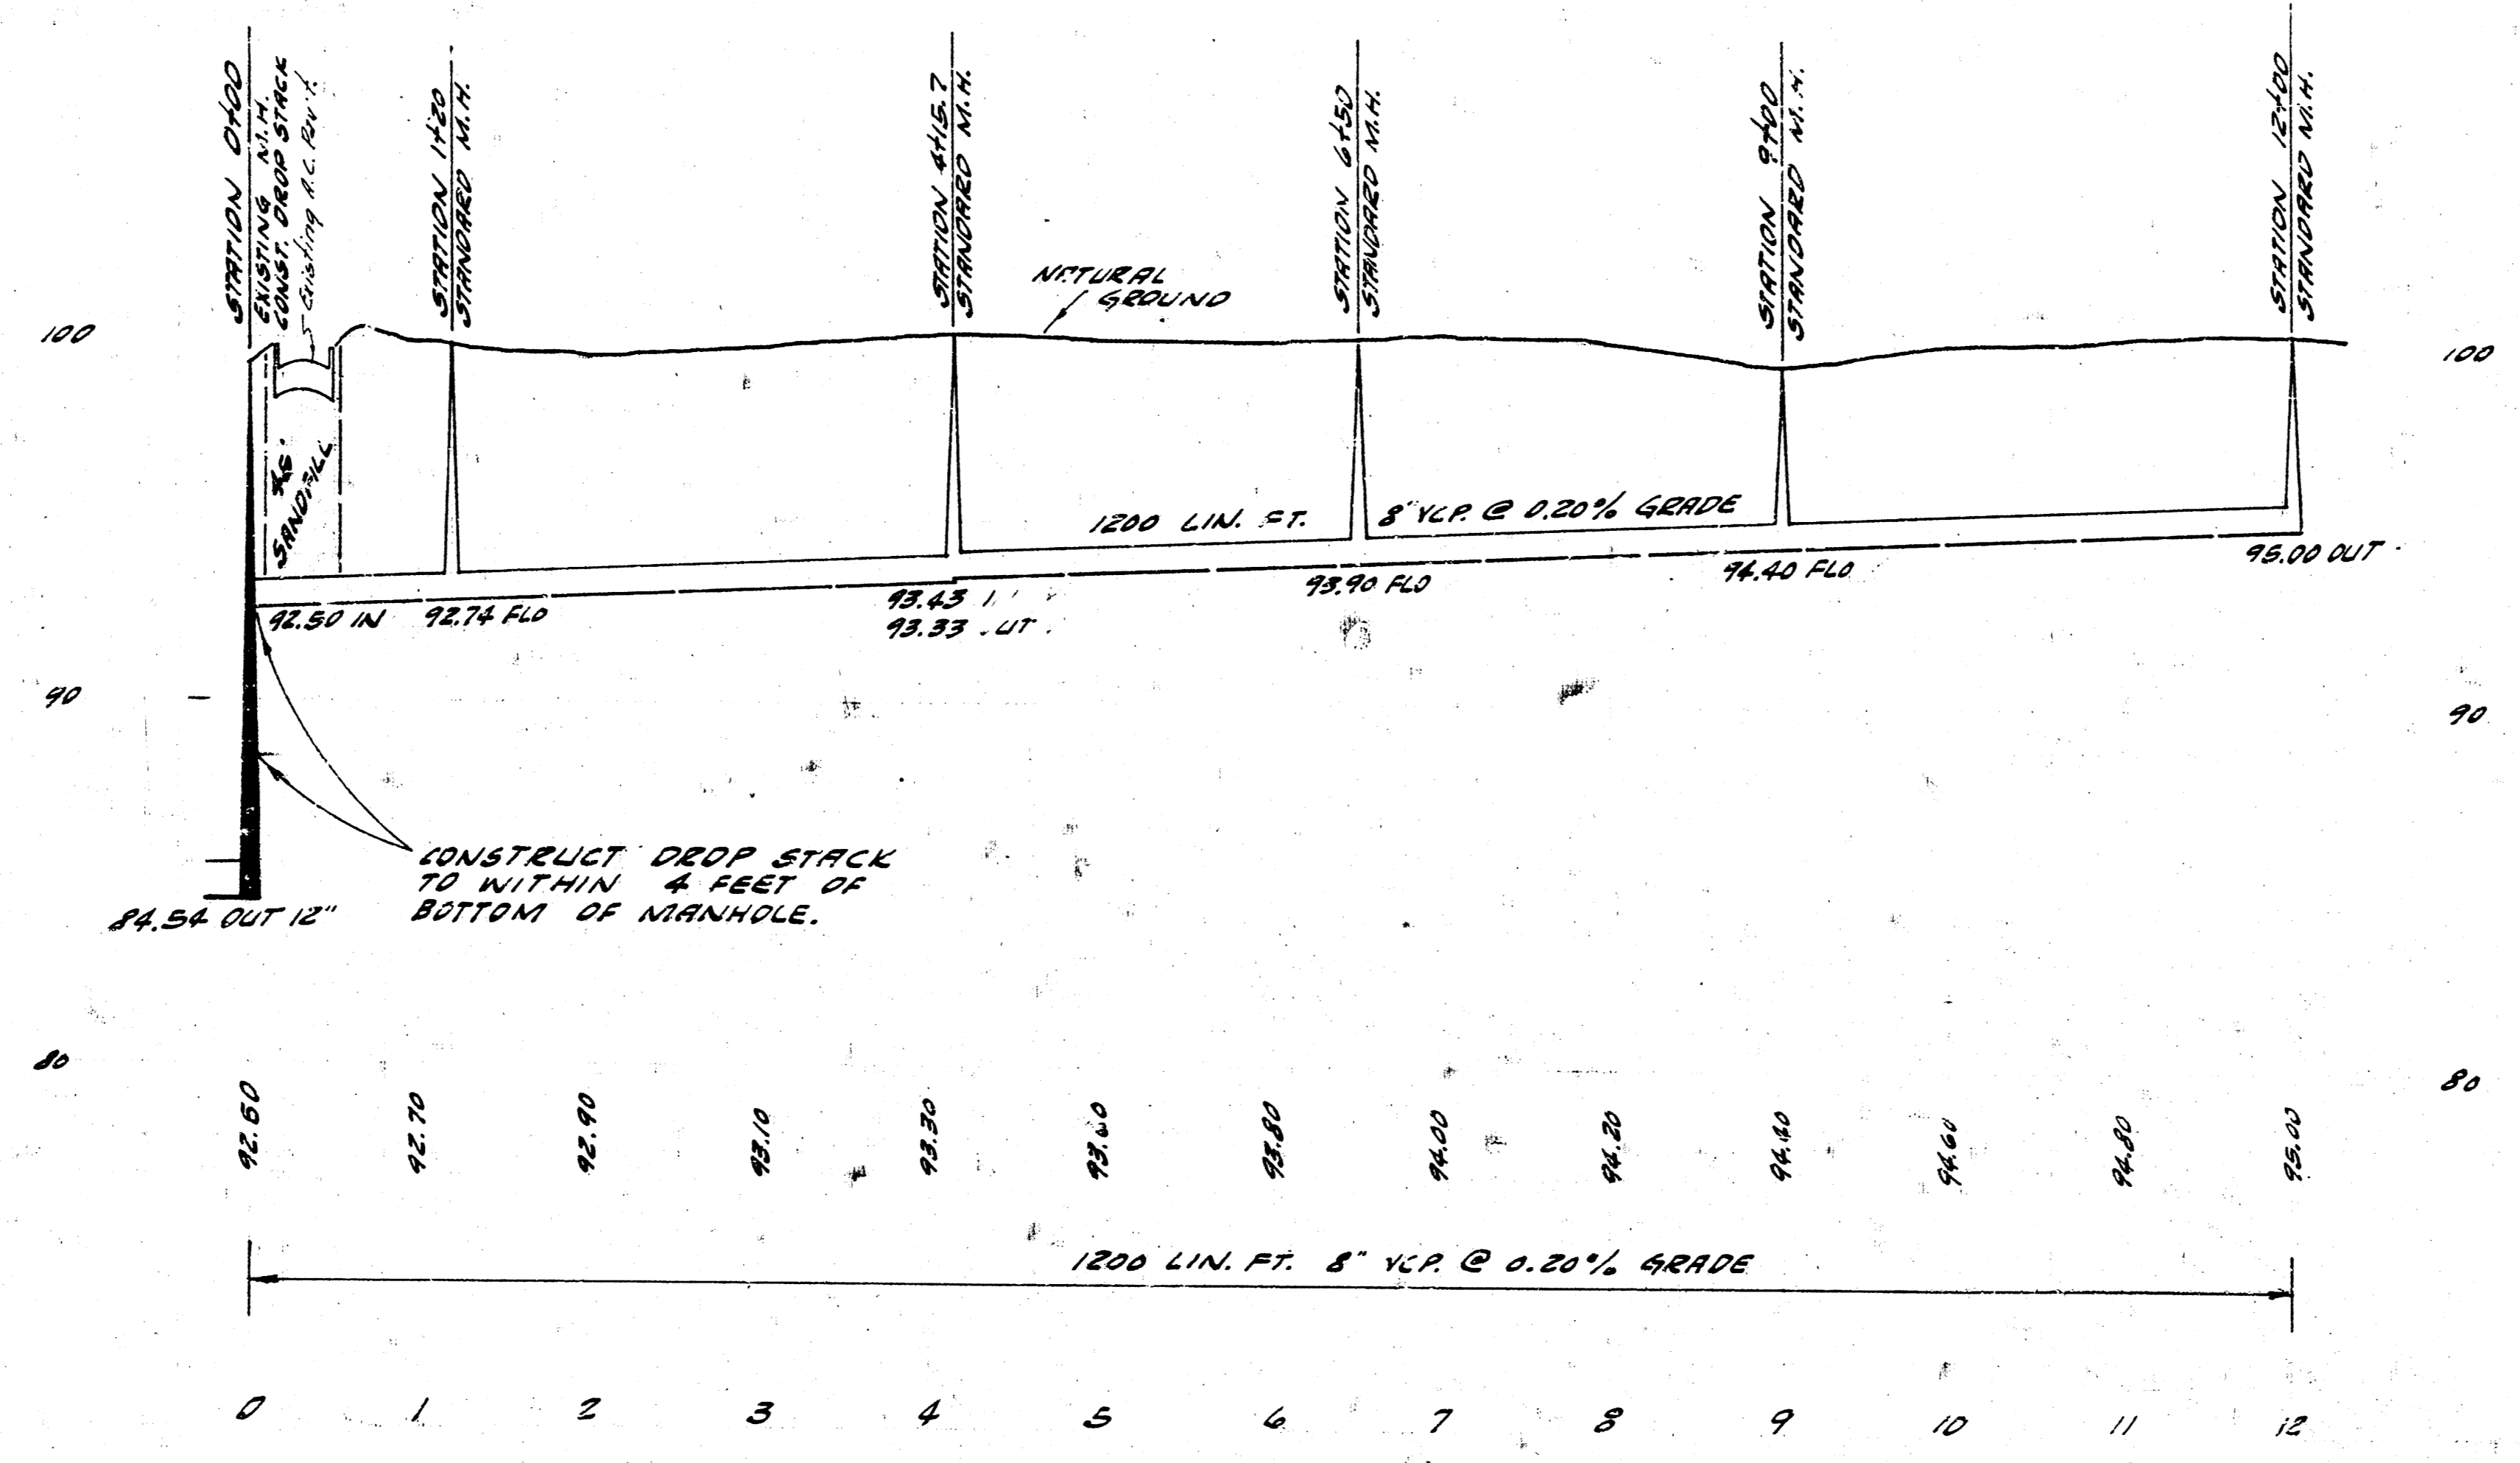 STATION 0+00
EXISTING M.H.
CONST. DROP STACK
Existing A.C. Pav't.
STATION 1+20
STANDARD M.H.
STATION 4+15.7
STANDARD M.H.
STATION 6+50
STANDARD M.H.
STATION 9+00
STANDARD M.H.
STATION 12+00
STANDARD M.H.
NATURAL
GROUND
100
100
SANDFILL
1200 LIN. FT. 8" VCP. @ 0.20% GRADE
92.50 IN
92.74 FLO
93.43
93.33 OUT
93.90 FLO
94.40 FLO
95.00 OUT
90
90
CONSTRUCT DROP STACK
TO WITHIN 4 FEET OF
BOTTOM OF MANHOLE.
84.54 OUT 12"
80
80
92.50
92.70
92.90
93.10
93.30
93.60
93.80
94.00
94.20
94.40
94.60
94.80
95.00
1200 LIN. FT. 8" VCP. @ 0.20% GRADE
0 1 2 3 4 5 6 7 8 9 10 11 12